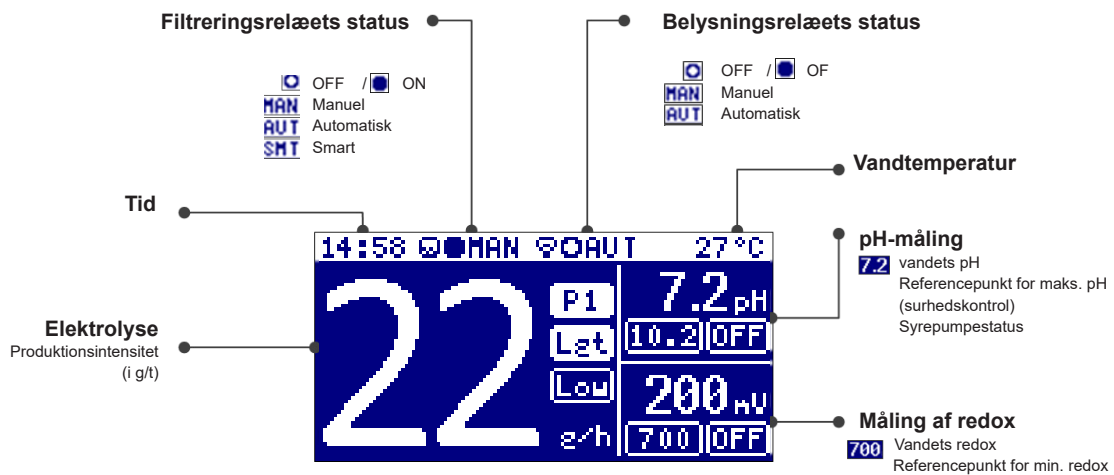 Filtreringsrelæets status
OFF / ON
MAN Manuel
AUT Automatisk
SMT Smart
Belysningsrelæets status
OFF / OF
MAN Manuel
AUT Automatisk
Vandtemperatur
Tid
14:58 MAN AUT 27°C
pH-måling
7.2 vandets pH
Referencepunkt for maks. pH
(surhedskontrol)
Syrepumpestatus
Elektrolyse
Produktionsintensitet
(i g/t)
22
P1
Lgt
Low
g/h
7.2 pH
10.2 OFF
200 mV
700 OFF
Måling af redox
700 Vandets redox
Referencepunkt for min. redox